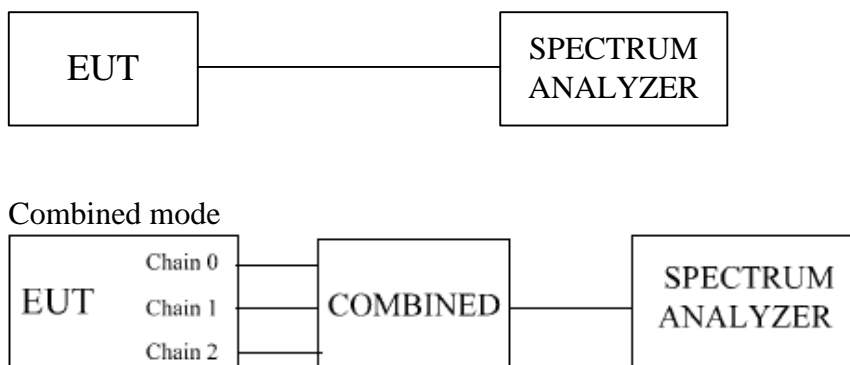 EUT
SPECTRUM
ANALYZER
Combined mode
EUT
Chain 0
Chain 1
Chain 2
COMBINED
SPECTRUM
ANALYZER